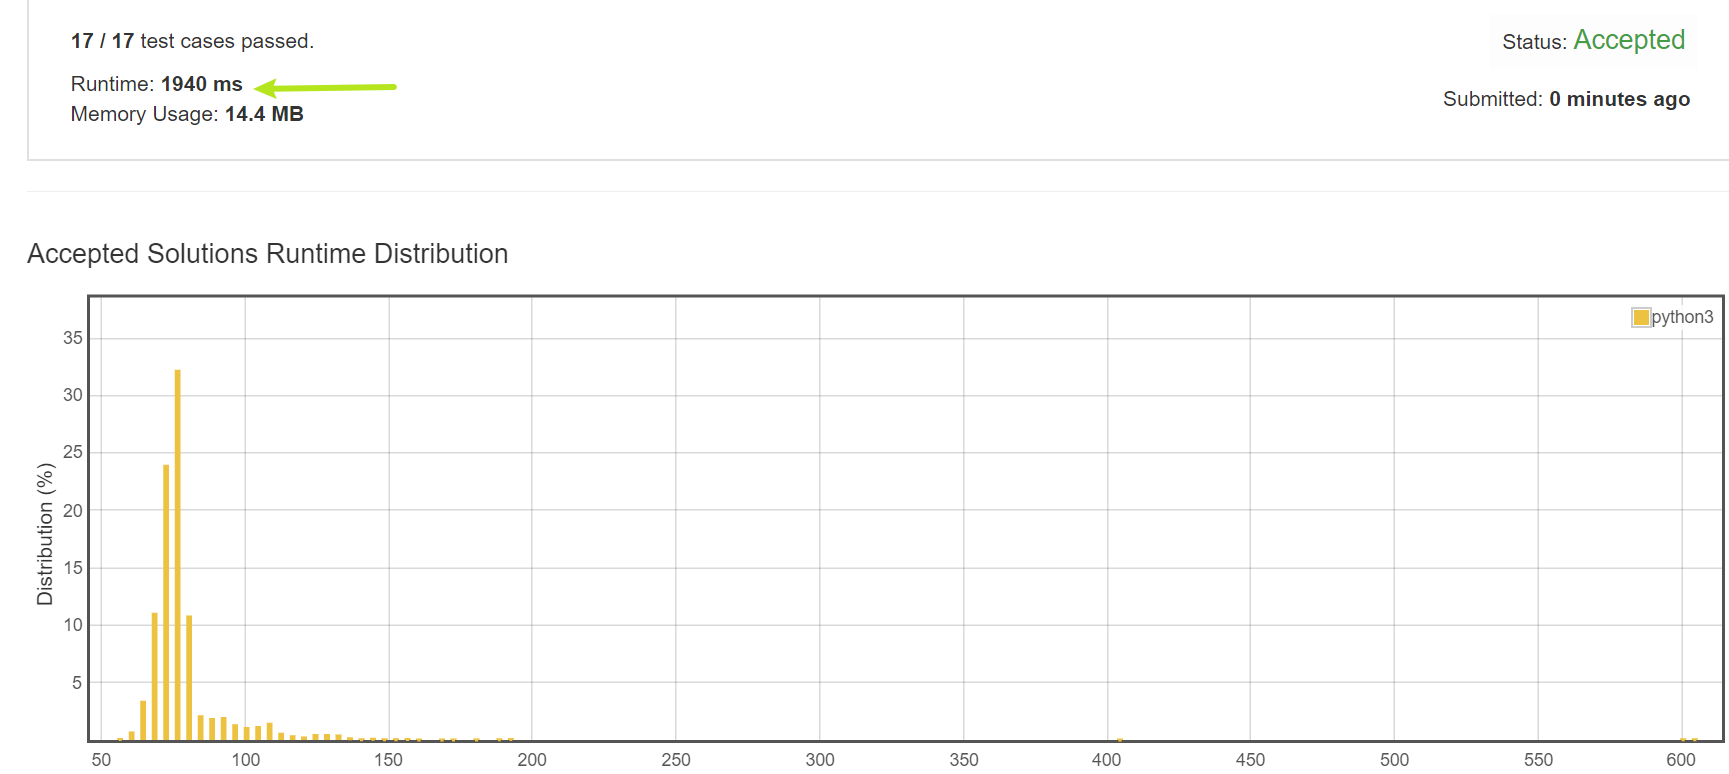 17 / 17 test cases passed.
Status: Accepted
Runtime: 1940 ms
Submitted: 0 minutes ago
Memory Usage: 14.4 MB
Accepted Solutions Runtime Distribution
python3
Distribution (%)
35
30
25
20
15
10
5
50 100 150 200 250 300 350 400 450 500 550 600